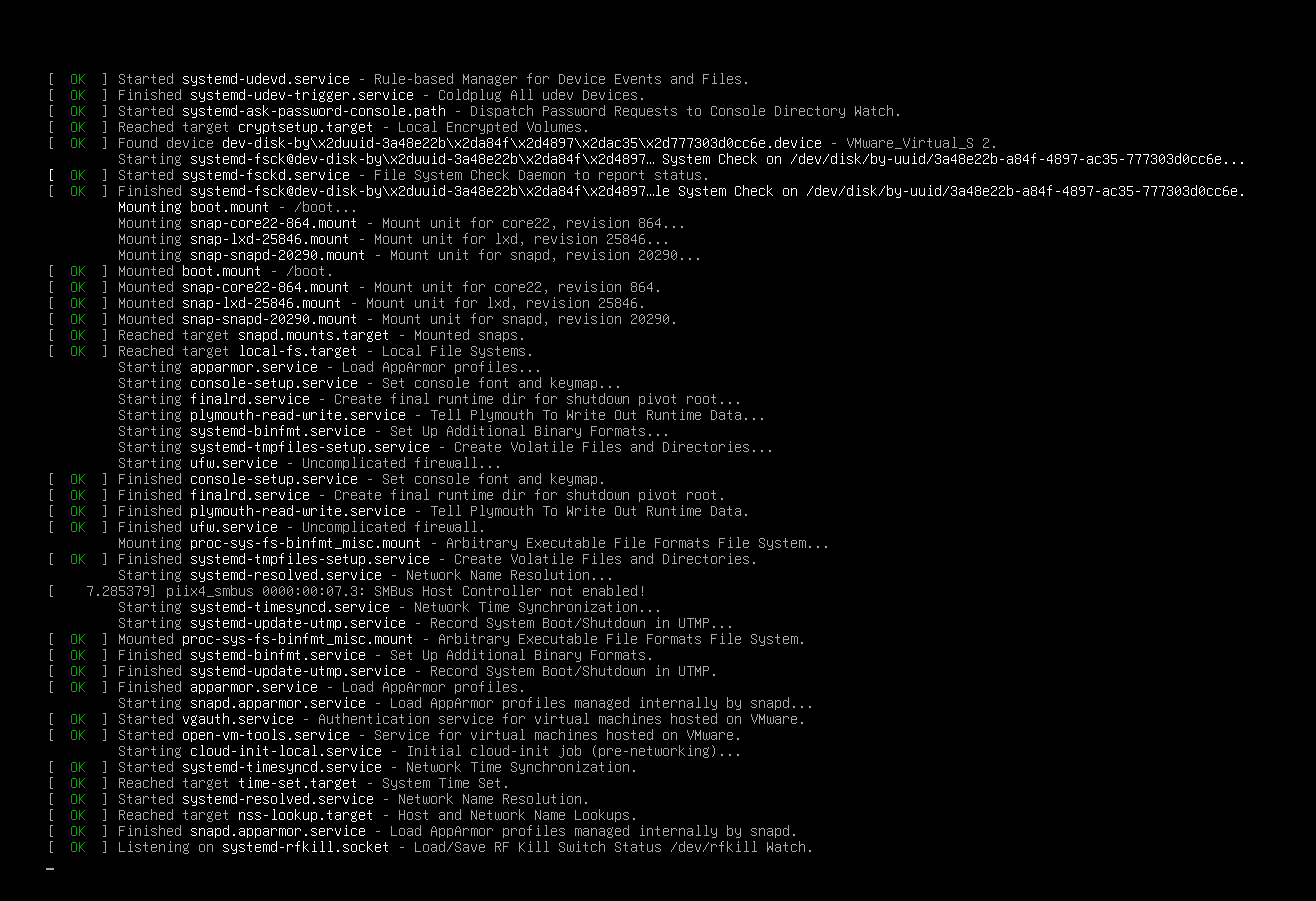 [  OK  ] Started systemd-udevd.service - Rule-based Manager for Device Events and Files.
[  OK  ] Finished systemd-udev-trigger.service - Coldplug All udev Devices.
[  OK  ] Started systemd-ask-password-console.path - Dispatch Password Requests to Console Directory Watch.
[  OK  ] Reached target cryptsetup.target - Local Encrypted Volumes.
[  OK  ] Found device dev-disk-by\x2duuid-3a48e22b\x2da84f\x2d4897\x2dac35\x2d777303d0cc6e.device - VMware_Virtual_S 2.
         Starting systemd-fsck@dev-disk-by\x2duuid-3a48e22b\x2da84f\x2d4897… System Check on /dev/disk/by-uuid/3a48e22b-a84f-4897-ac35-777303d0cc6e...
[  OK  ] Started systemd-fsckd.service - File System Check Daemon to report status.
[  OK  ] Finished systemd-fsck@dev-disk-by\x2duuid-3a48e22b\x2da84f\x2d4897…le System Check on /dev/disk/by-uuid/3a48e22b-a84f-4897-ac35-777303d0cc6e.
         Mounting boot.mount - /boot...
         Mounting snap-core22-864.mount - Mount unit for core22, revision 864...
         Mounting snap-lxd-25846.mount - Mount unit for lxd, revision 25846...
         Mounting snap-snapd-20290.mount - Mount unit for snapd, revision 20290...
[  OK  ] Mounted boot.mount - /boot.
[  OK  ] Mounted snap-core22-864.mount - Mount unit for core22, revision 864.
[  OK  ] Mounted snap-lxd-25846.mount - Mount unit for lxd, revision 25846.
[  OK  ] Mounted snap-snapd-20290.mount - Mount unit for snapd, revision 20290.
[  OK  ] Reached target snapd.mounts.target - Mounted snaps.
[  OK  ] Reached target local-fs.target - Local File Systems.
         Starting apparmor.service - Load AppArmor profiles...
         Starting console-setup.service - Set console font and keymap...
         Starting finalrd.service - Create final runtime dir for shutdown pivot root...
         Starting plymouth-read-write.service - Tell Plymouth To Write Out Runtime Data...
         Starting systemd-binfmt.service - Set Up Additional Binary Formats...
         Starting systemd-tmpfiles-setup.service - Create Volatile Files and Directories...
         Starting ufw.service - Uncomplicated firewall...
[  OK  ] Finished console-setup.service - Set console font and keymap.
[  OK  ] Finished finalrd.service - Create final runtime dir for shutdown pivot root.
[  OK  ] Finished plymouth-read-write.service - Tell Plymouth To Write Out Runtime Data.
[  OK  ] Finished ufw.service - Uncomplicated firewall.
         Mounting proc-sys-fs-binfmt_misc.mount - Arbitrary Executable File Formats File System...
[  OK  ] Finished systemd-tmpfiles-setup.service - Create Volatile Files and Directories.
         Starting systemd-resolved.service - Network Name Resolution...
[    7.285379] piix4_smbus 0000:00:07.3: SMBus Host Controller not enabled!
         Starting systemd-timesyncd.service - Network Time Synchronization...
         Starting systemd-update-utmp.service - Record System Boot/Shutdown in UTMP...
[  OK  ] Mounted proc-sys-fs-binfmt_misc.mount - Arbitrary Executable File Formats File System.
[  OK  ] Finished systemd-binfmt.service - Set Up Additional Binary Formats.
[  OK  ] Finished systemd-update-utmp.service - Record System Boot/Shutdown in UTMP.
[  OK  ] Finished apparmor.service - Load AppArmor profiles.
         Starting snapd.apparmor.service - Load AppArmor profiles managed internally by snapd...
[  OK  ] Started vgauth.service - Authentication service for virtual machines hosted on VMware.
[  OK  ] Started open-vm-tools.service - Service for virtual machines hosted on VMware.
         Starting cloud-init-local.service - Initial cloud-init job (pre-networking)...
[  OK  ] Started systemd-timesyncd.service - Network Time Synchronization.
[  OK  ] Reached target time-set.target - System Time Set.
[  OK  ] Started systemd-resolved.service - Network Name Resolution.
[  OK  ] Reached target nss-lookup.target - Host and Network Name Lookups.
[  OK  ] Finished snapd.apparmor.service - Load AppArmor profiles managed internally by snapd.
[  OK  ] Listening on systemd-rfkill.socket - Load/Save RF Kill Switch Status /dev/rfkill Watch.